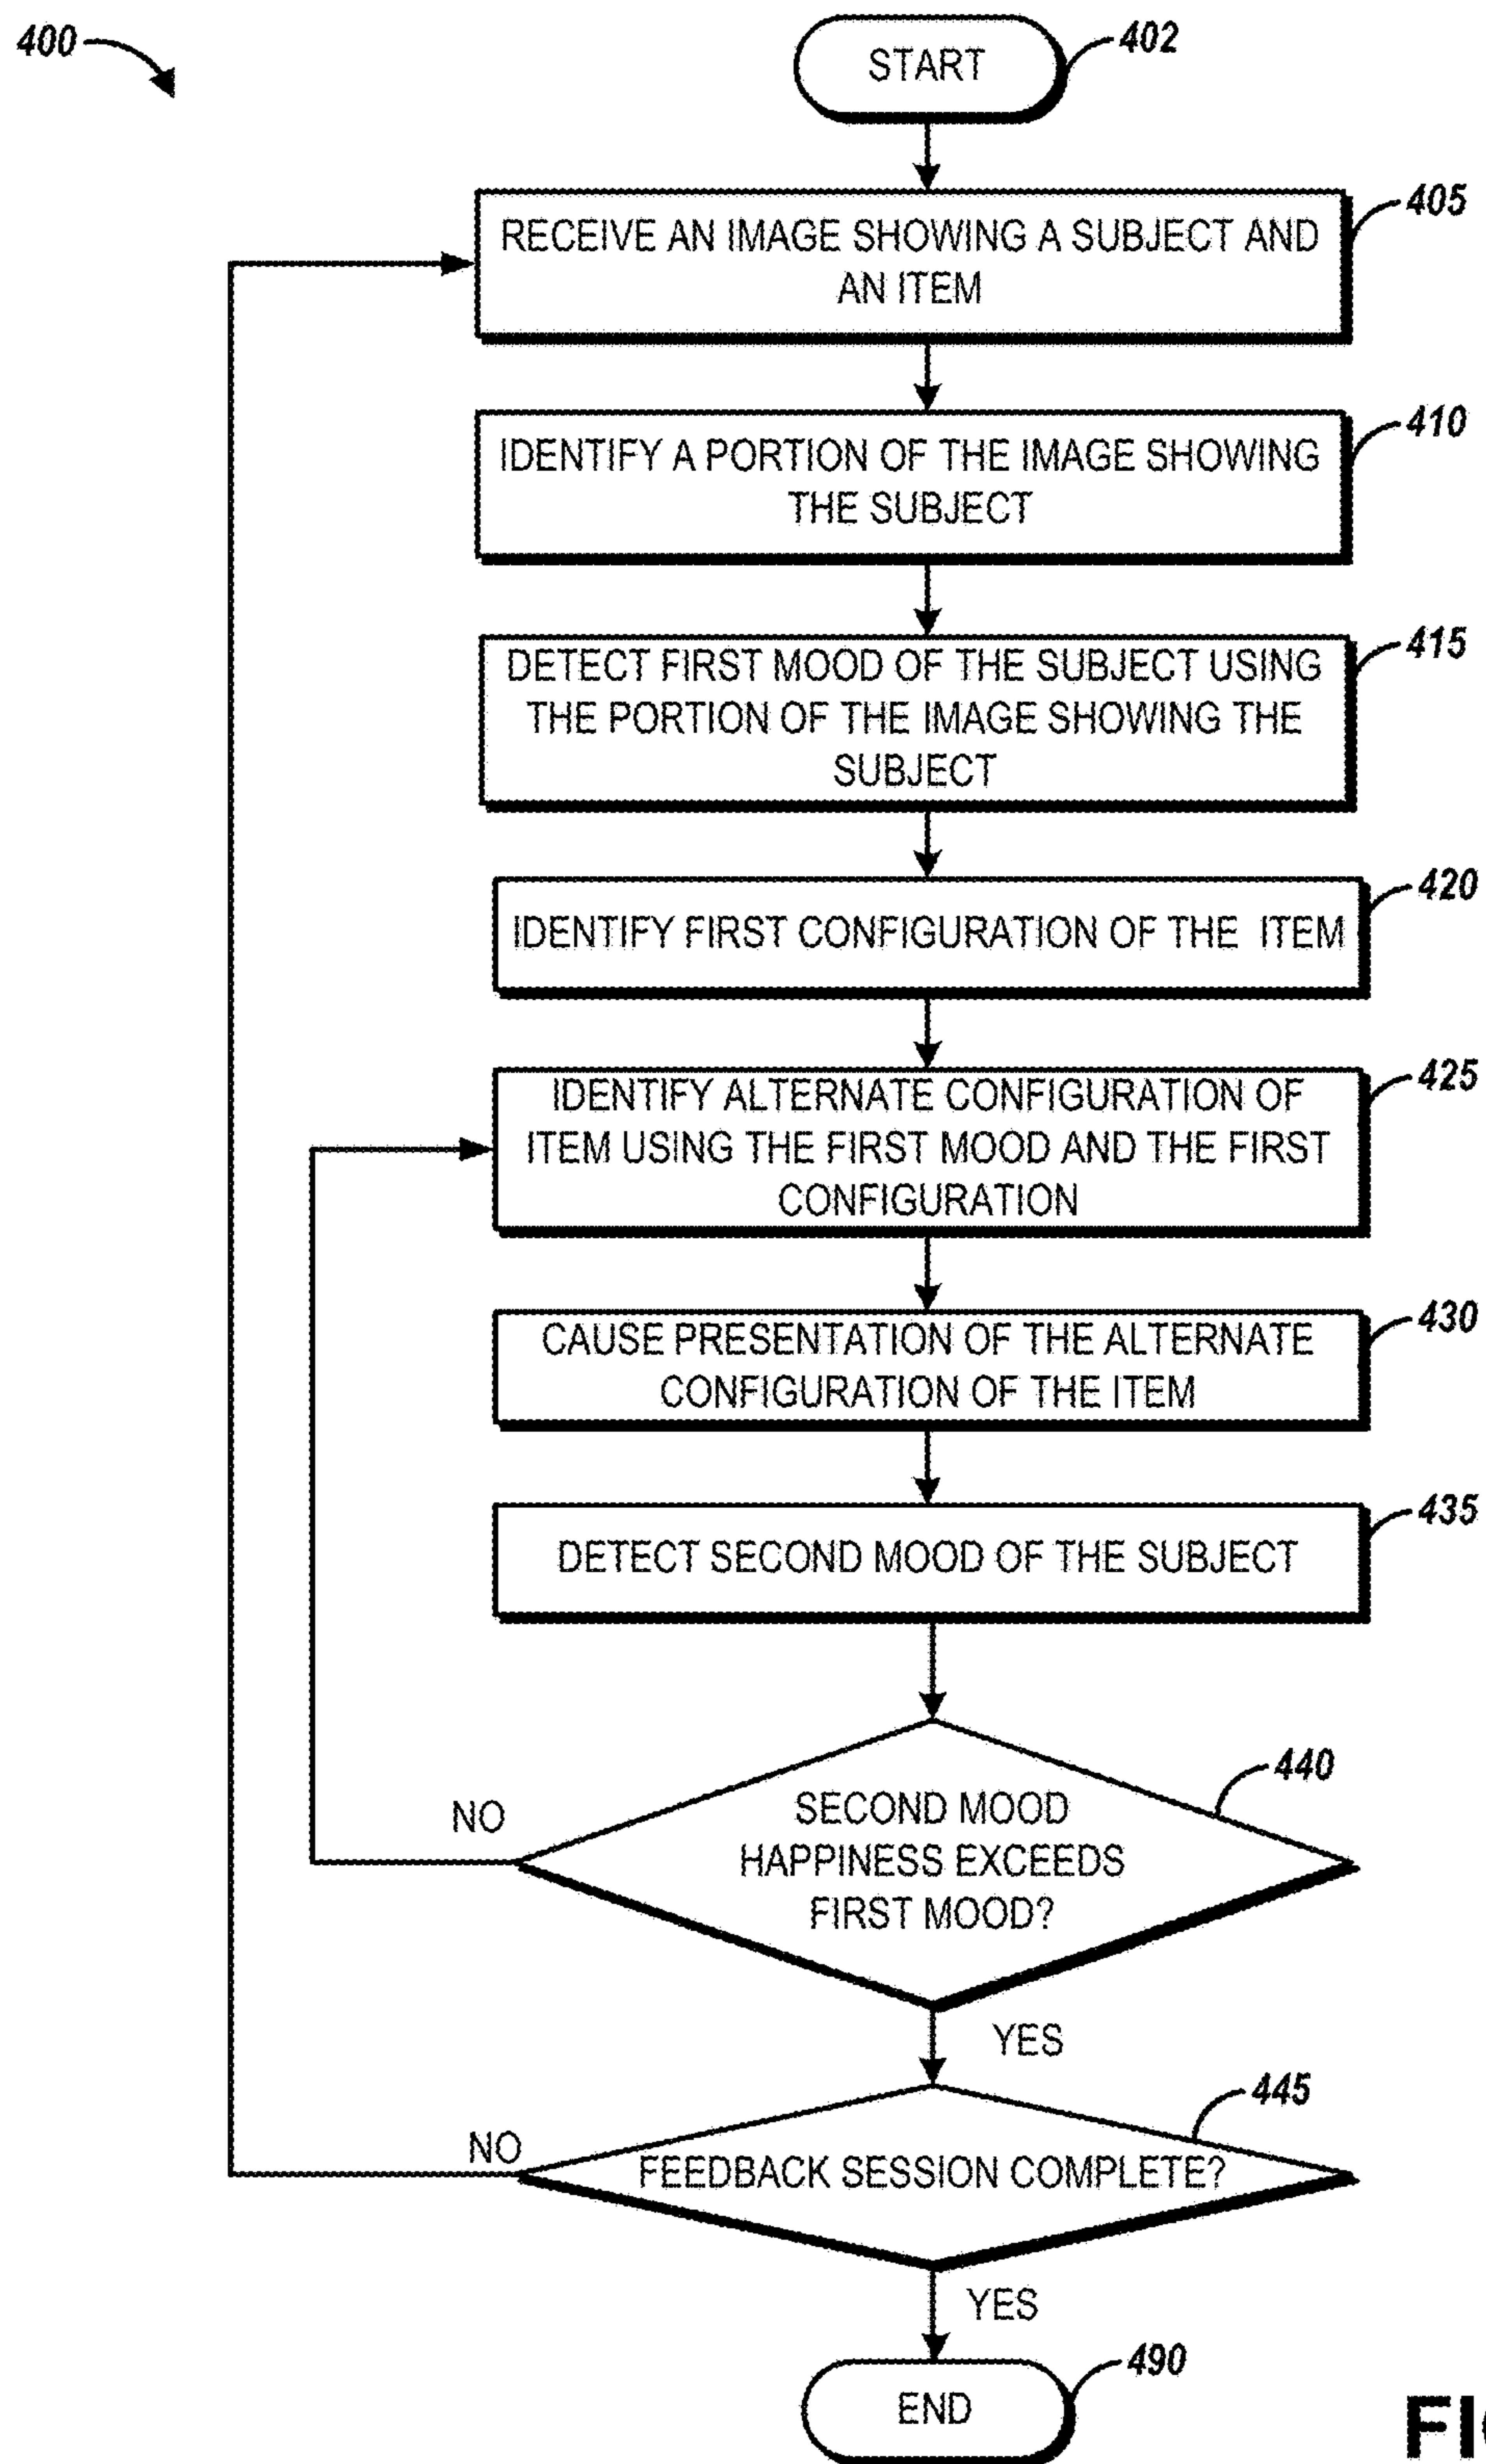 400
START
402
RECEIVE AN IMAGE SHOWING A SUBJECT AND
AN ITEM
405
IDENTIFY A PORTION OF THE IMAGE SHOWING
THE SUBJECT
410
DETECT FIRST MOOD OF THE SUBJECT USING
THE PORTION OF THE IMAGE SHOWING THE
SUBJECT
415
IDENTIFY FIRST CONFIGURATION OF THE ITEM
420
IDENTIFY ALTERNATE CONFIGURATION OF
ITEM USING THE FIRST MOOD AND THE FIRST
CONFIGURATION
425
CAUSE PRESENTATION OF THE ALTERNATE
CONFIGURATION OF THE ITEM
430
DETECT SECOND MOOD OF THE SUBJECT
435
SECOND MOOD
HAPPINESS EXCEEDS
FIRST MOOD?
440
NO
YES
FEEDBACK SESSION COMPLETE?
445
NO
YES
END
490